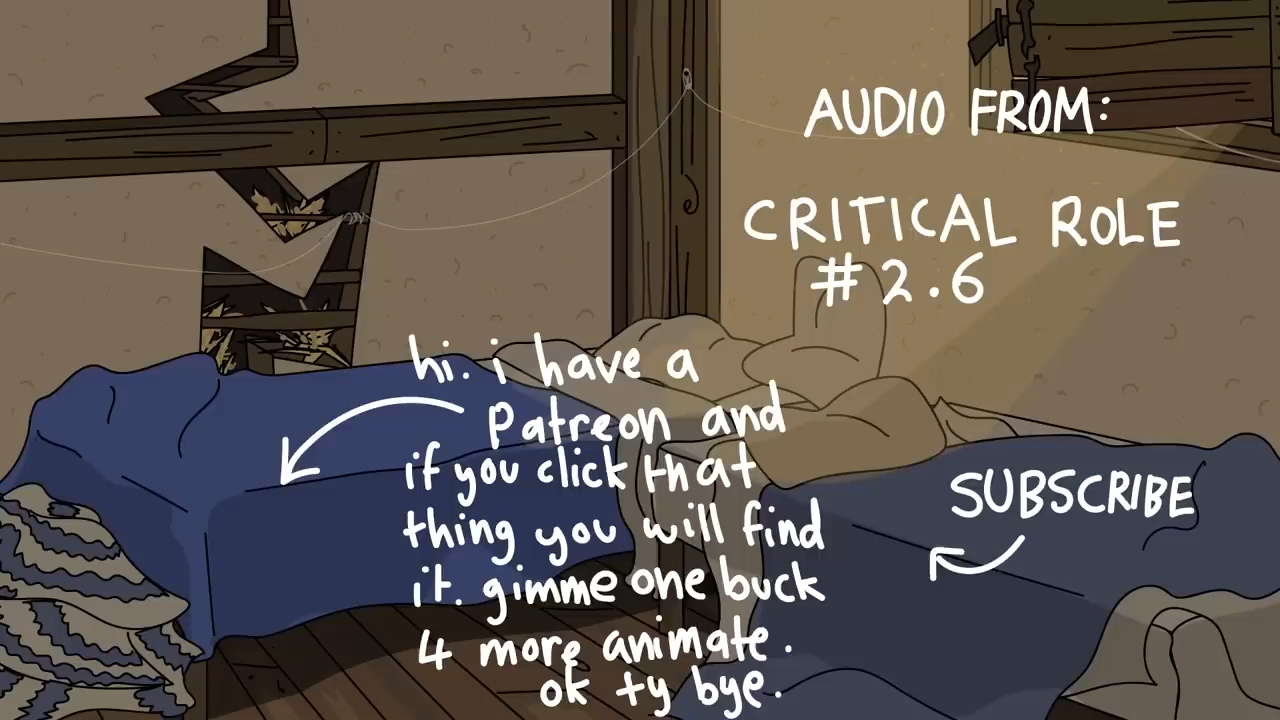 AUDIO FROM:
CRITICAL ROLE
#2.6
hi. i have a
Patreon and
if you click that
thing you will find
it. gimme one buck
4 more animate.
ok ty bye.
SUBSCRIBE